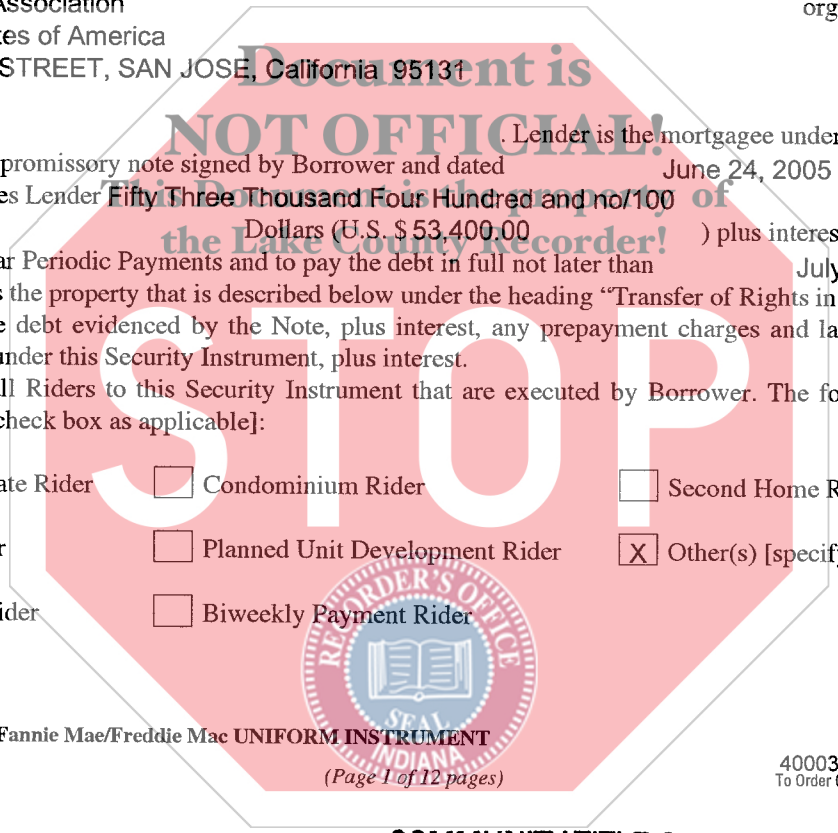 Association
org
tes of America
STREET, SAN JOSE, California 95131
Document is
NOT OFFICIAL!
. Lender is the mortgagee under
promissory note signed by Borrower and dated June 24, 2005
This Document is the property of
es Lender Fifty Three Thousand Four Hundred and no/100
the Lake County Recorder!
Dollars (U.S. $ 53,400.00 ) plus interes
ar Periodic Payments and to pay the debt in full not later than July
s the property that is described below under the heading “Transfer of Rights in
e debt evidenced by the Note, plus interest, any prepayment charges and la
under this Security Instrument, plus interest.
ll Riders to this Security Instrument that are executed by Borrower. The fo
check box as applicable]:
STOP
ate Rider Condominium Rider Second Home R
r Planned Unit Development Rider X Other(s) [specify
ider Biweekly Payment Rider
RECORDER'S OFFICE
SEAL
INDIANA
Fannie Mae/Freddie Mac UNIFORM INSTRUMENT
(Page 1 of 12 pages)
40003
To Order